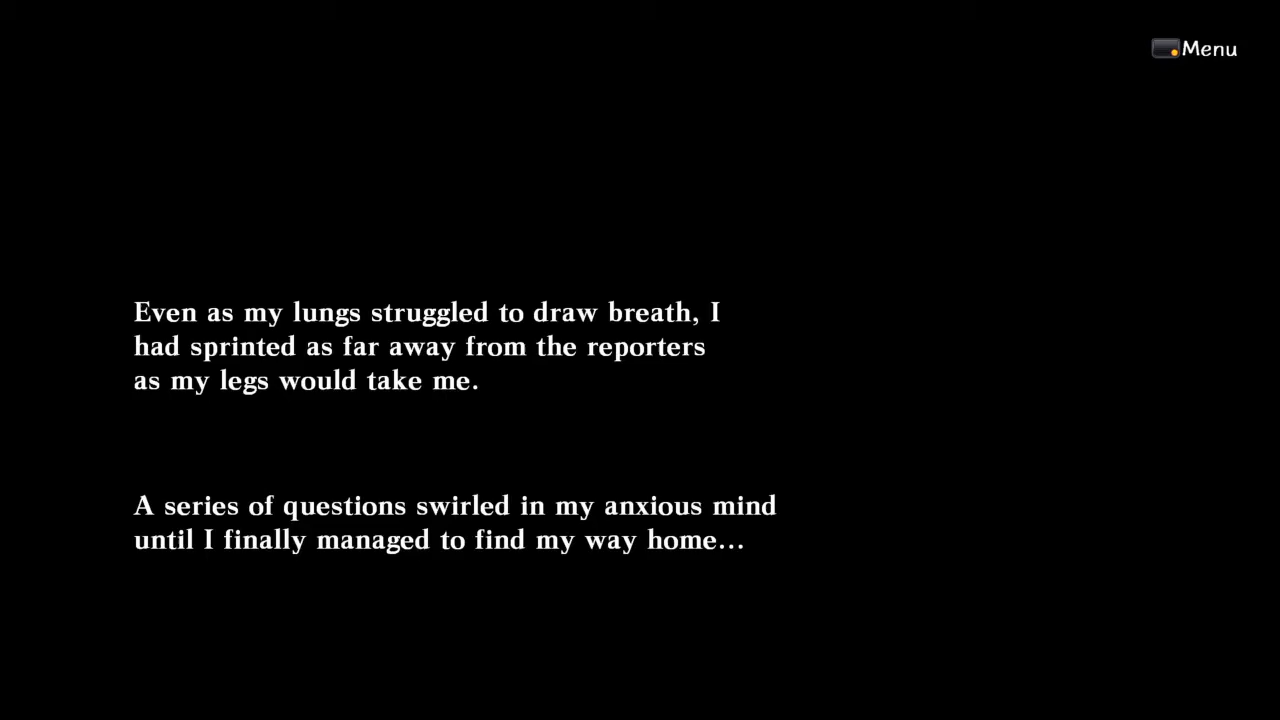 Menu
Even as my lungs struggled to draw breath, I
had sprinted as far away from the reporters
as my legs would take me.
A series of questions swirled in my anxious mind
until I finally managed to find my way home...